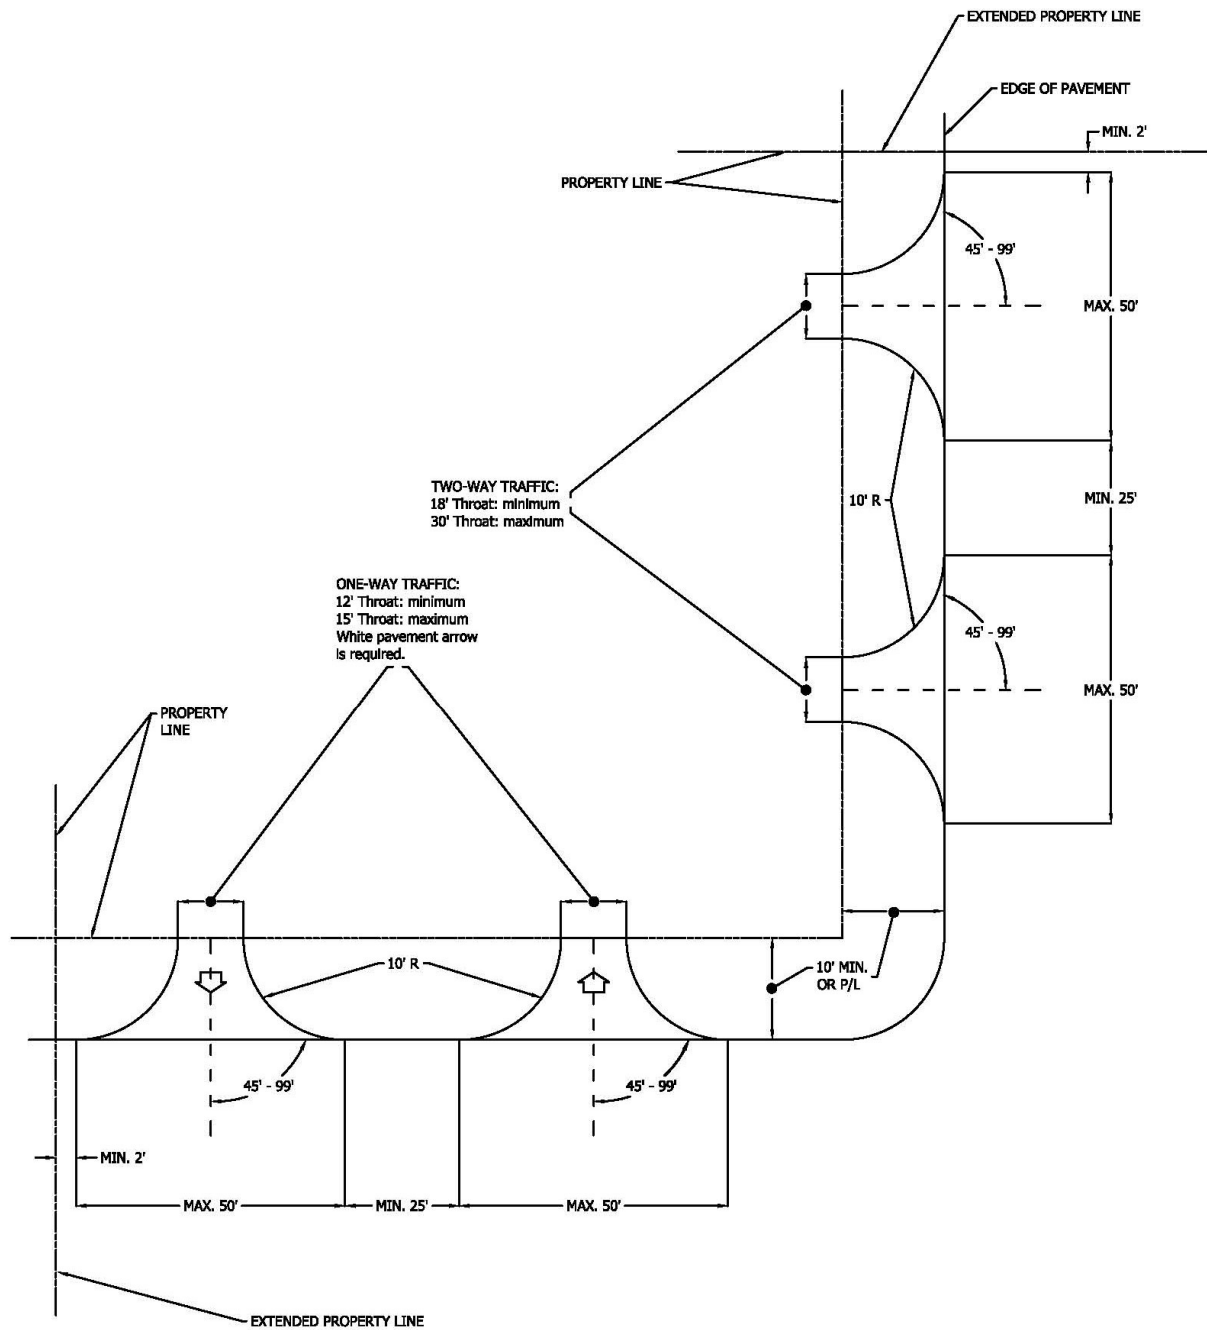 EXTENDED PROPERTY LINE
EDGE OF PAVEMENT
MIN. 2'
PROPERTY LINE
45' - 99'
MAX. 50'
TWO-WAY TRAFFIC:
18' Throat: minimum
30' Throat: maximum
10' R
MIN. 25'
ONE-WAY TRAFFIC:
12' Throat: minimum
15' Throat: maximum
White pavement arrow
is required.
45' - 99'
MAX. 50'
PROPERTY
LINE
10' R
10' MIN.
OR P/L
45' - 99'
45' - 99'
MIN. 2'
MAX. 50'
MIN. 25'
MAX. 50'
EXTENDED PROPERTY LINE